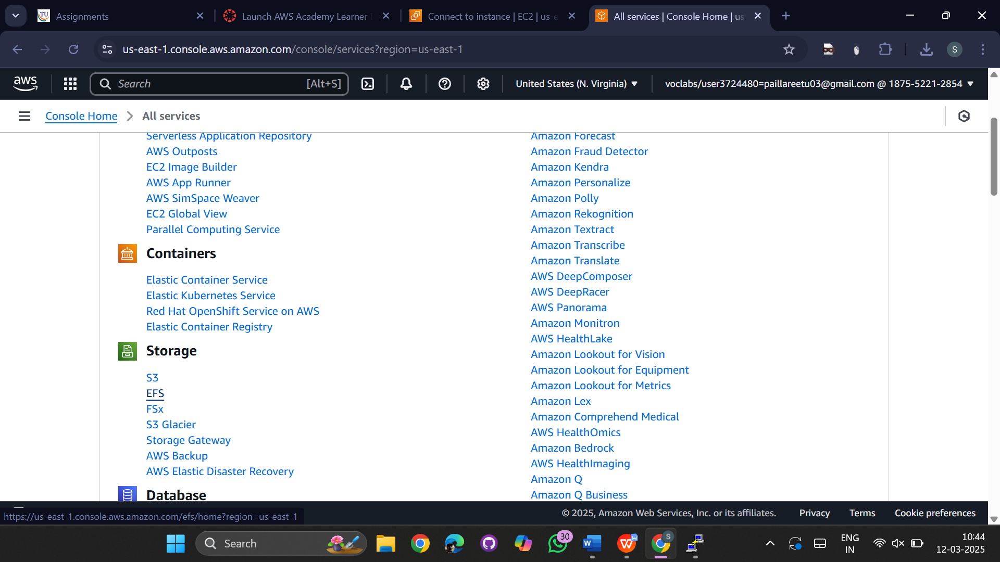 Assignments
Launch AWS Academy Learner
Connect to instance | EC2 | us-e
All services | Console Home | us
us-east-1.console.aws.amazon.com/console/services?region=us-east-1
S
aws
Search [Alt+S]
United States (N. Virginia)
voclabs/user3724480=paillareetu03@gmail.com @ 1875-5221-2854
Console Home > All services
Serverless Application Repository
AWS Outposts
EC2 Image Builder
AWS App Runner
AWS SimSpace Weaver
EC2 Global View
Parallel Computing Service
Containers
Elastic Container Service
Elastic Kubernetes Service
Red Hat OpenShift Service on AWS
Elastic Container Registry
Storage
S3
EFS
FSx
S3 Glacier
Storage Gateway
AWS Backup
AWS Elastic Disaster Recovery
Database
Amazon Forecast
Amazon Fraud Detector
Amazon Kendra
Amazon Personalize
Amazon Polly
Amazon Rekognition
Amazon Textract
Amazon Transcribe
Amazon Translate
AWS DeepComposer
AWS DeepRacer
AWS Panorama
Amazon Monitron
AWS HealthLake
Amazon Lookout for Vision
Amazon Lookout for Equipment
Amazon Lookout for Metrics
Amazon Lex
Amazon Comprehend Medical
AWS HealthOmics
Amazon Bedrock
AWS HealthImaging
Amazon Q
Amazon Q Business
https://us-east-1.console.aws.amazon.com/efs/home?region=us-east-1
© 2025, Amazon Web Services, Inc. or its affiliates.
Privacy
Terms
Cookie preferences
Search
30
S
ENG
IN
10:44
12-03-2025